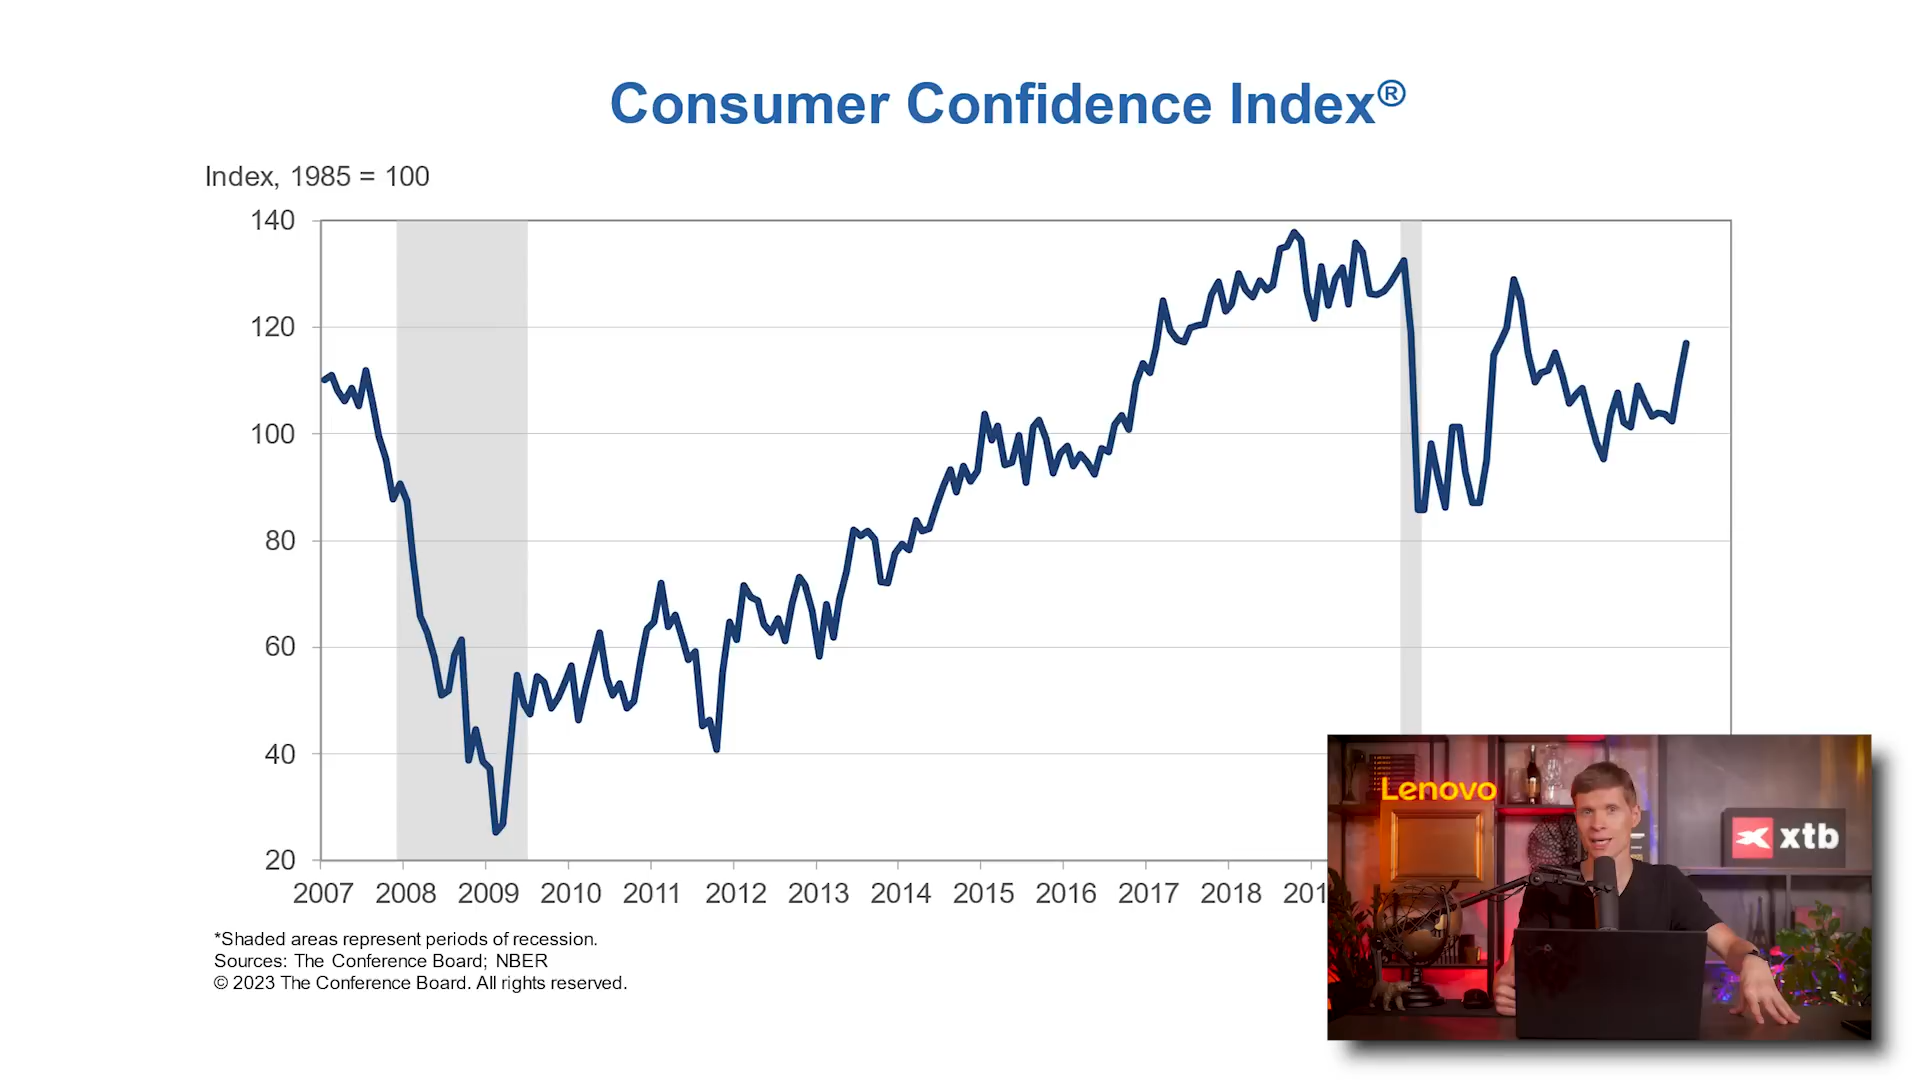 Consumer Confidence Index®
Index, 1985 = 100
140
120
100
80
60
40
20
2007 2008 2009 2010 2011 2012 2013 2014 2015 2016 2017 2018
*Shaded areas represent periods of recession.
Sources: The Conference Board; NBER
© 2023 The Conference Board. All rights reserved.
Lenovo
xtb